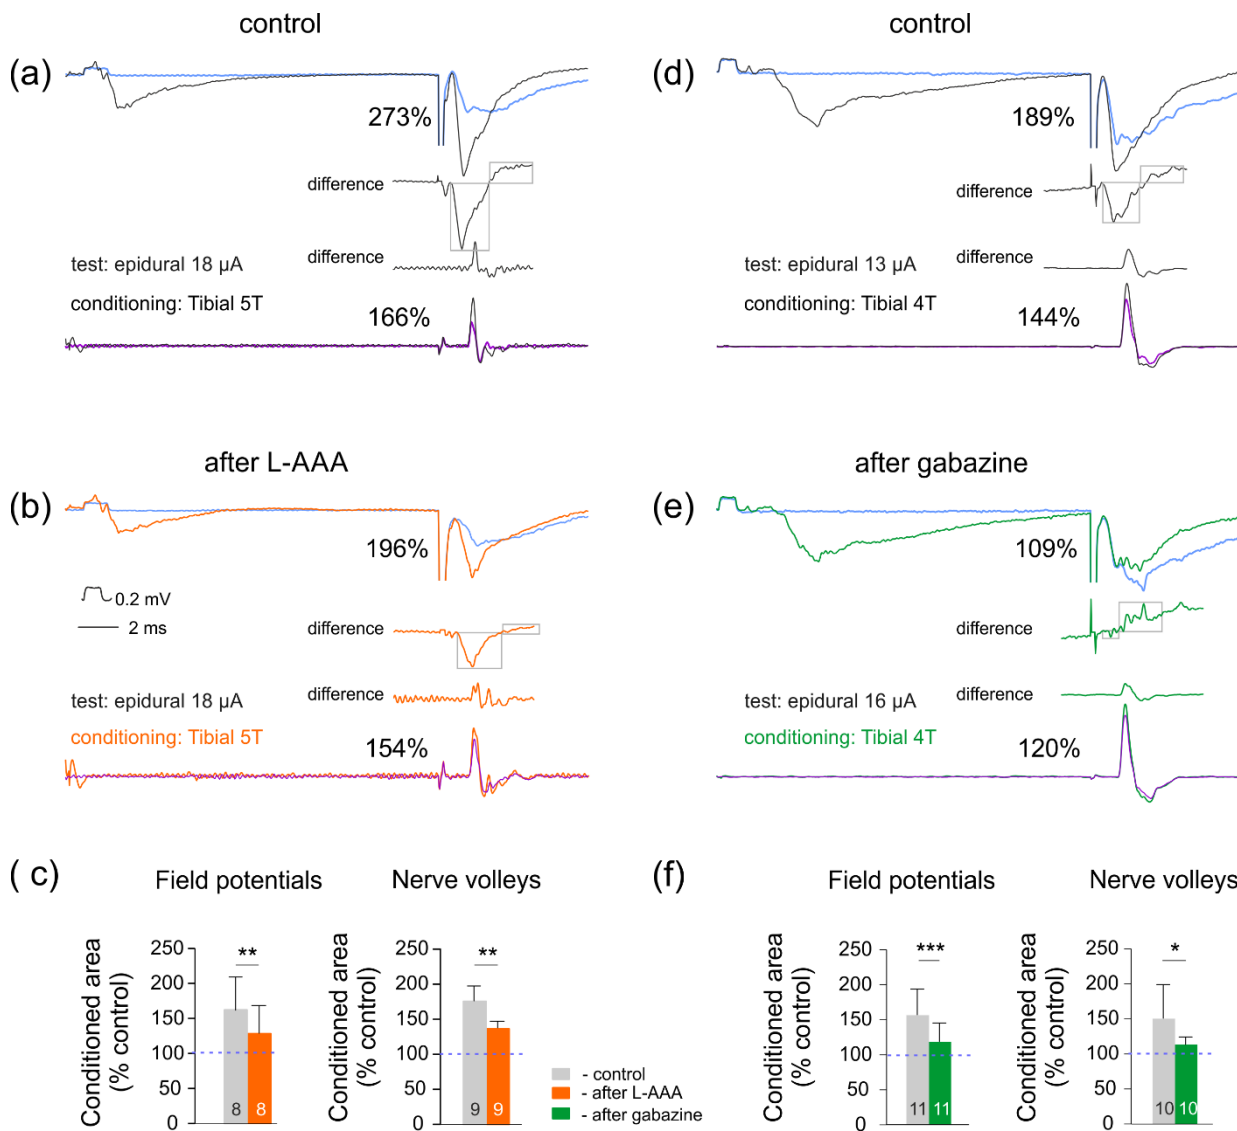 control
(a)
273%
difference
difference
test: epidural 18 µA
conditioning: Tibial 5T
166%
control
(d)
189%
difference
difference
test: epidural 13 µA
conditioning: Tibial 4T
144%
after L-AAA
(b)
196%
0.2 mV
2 ms
difference
difference
test: epidural 18 µA
conditioning: Tibial 5T
154%
after gabazine
(e)
109%
difference
difference
test: epidural 16 µA
conditioning: Tibial 4T
120%
( c)
Field potentials
Conditioned area
(% control)
250
200
150
100
50
0
**
8
8
Nerve volleys
Conditioned area
(% control)
250
200
150
100
50
0
**
9
9
- control
- after L-AAA
- after gabazine
(f)
Field potentials
Conditioned area
(% control)
250
200
150
100
50
0
***
11
11
Nerve volleys
Conditioned area
(% control)
250
200
150
100
50
0
*
10
10